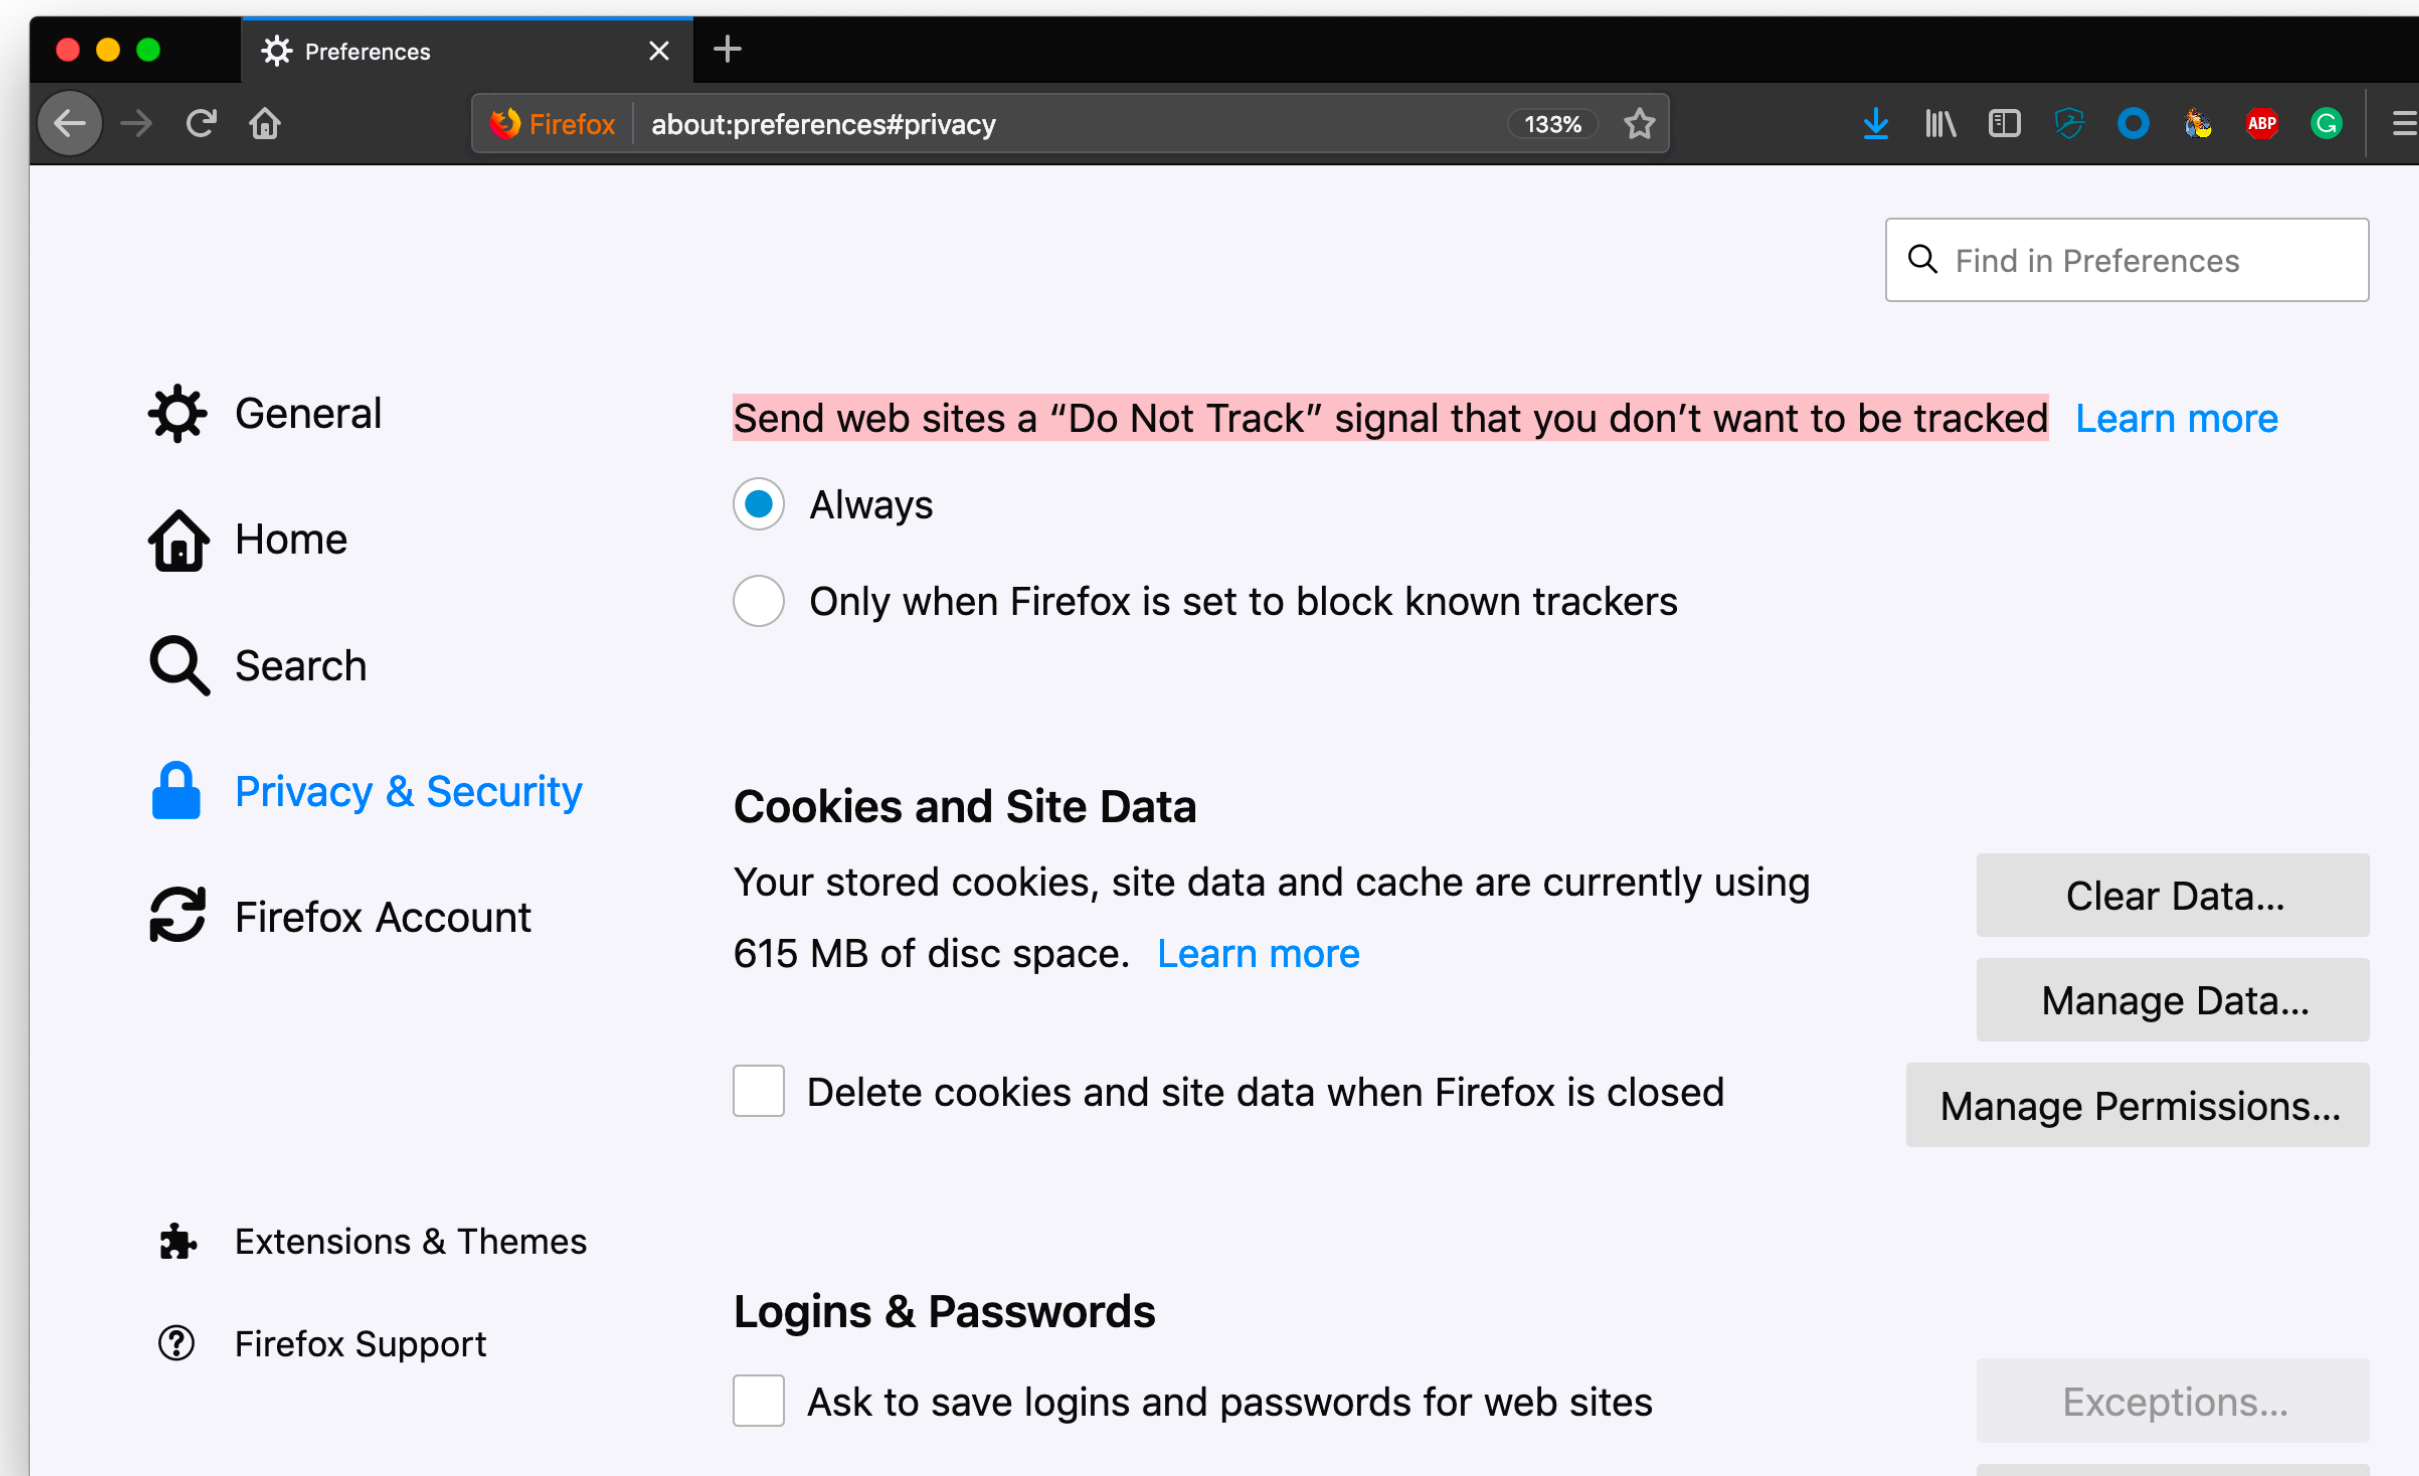 Preferences
Firefox about:preferences#privacy 133% ABP G
Find in Preferences
General
Home
Search
Privacy & Security
Firefox Account
Extensions & Themes
Firefox Support
Send web sites a “Do Not Track” signal that you don’t want to be tracked Learn more
Always
Only when Firefox is set to block known trackers
Cookies and Site Data
Your stored cookies, site data and cache are currently using
615 MB of disc space. Learn more
Clear Data...
Manage Data...
Delete cookies and site data when Firefox is closed
Manage Permissions...
Logins & Passwords
Ask to save logins and passwords for web sites
Exceptions...